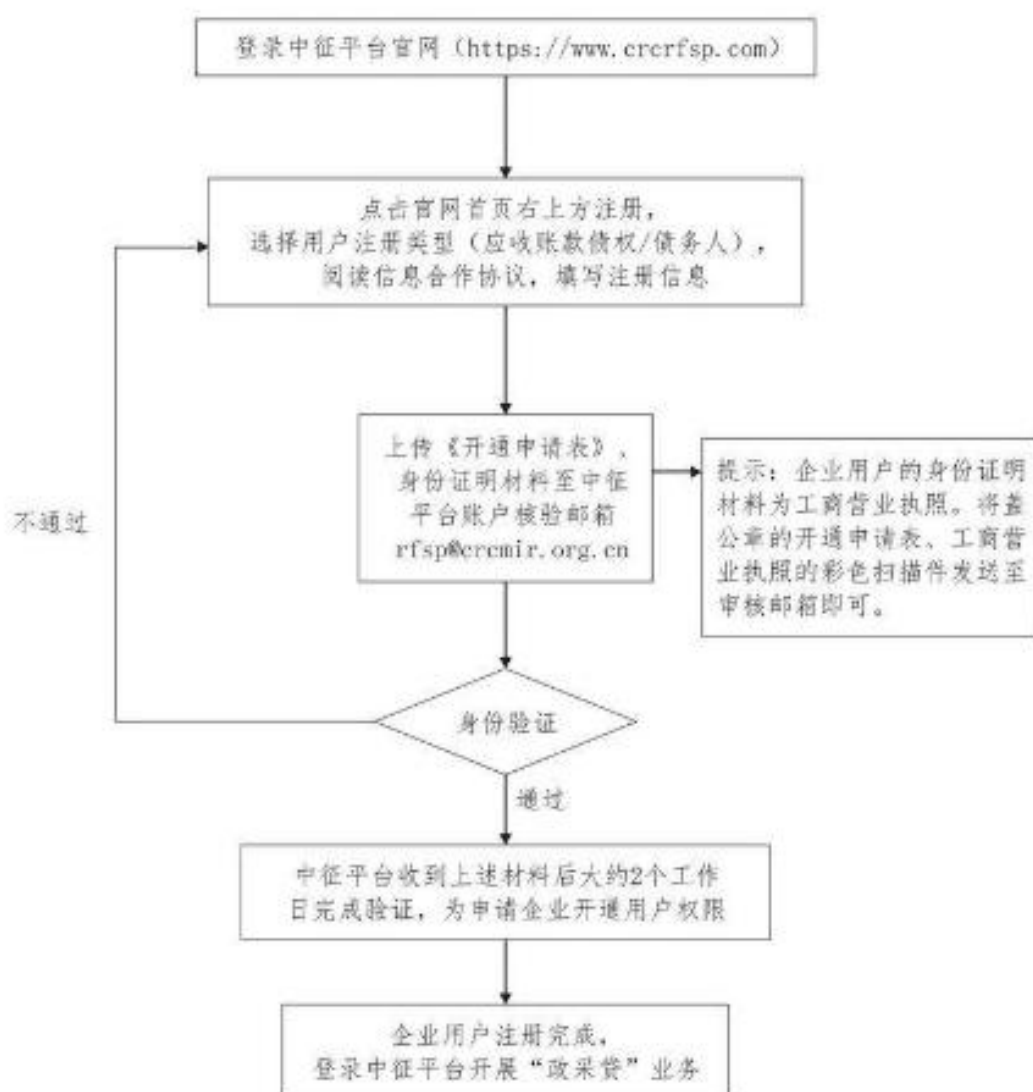 登录中征平台官网（https://www.crcrfsp.com）
点击官网首页右上方注册，
选择用户注册类型（应收账款债权/债务人），
阅读信息合作协议，填写注册信息
上传《开通申请表》、
身份证明材料至中征
平台账户核验邮箱
rfsp@crcmir.org.cn
提示：企业用户的身份证明
材料为工商营业执照。将盖
公章的开通申请表、工商营
业执照的彩色扫描件发送至
审核邮箱即可。
不通过
身份验证
通过
中征平台收到上述材料后大约2个工作
日完成验证，为申请企业开通用户权限
企业用户注册完成，
登录中征平台开展“政采贷”业务